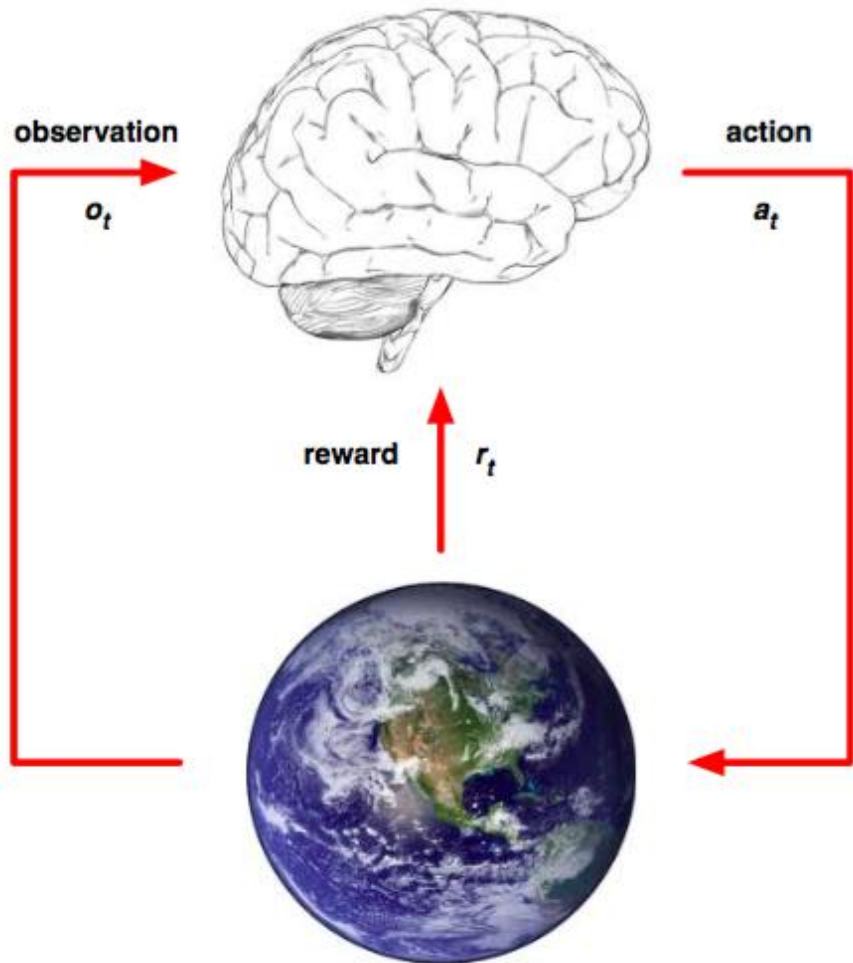 observation
o_t
action
a_t
reward r_t